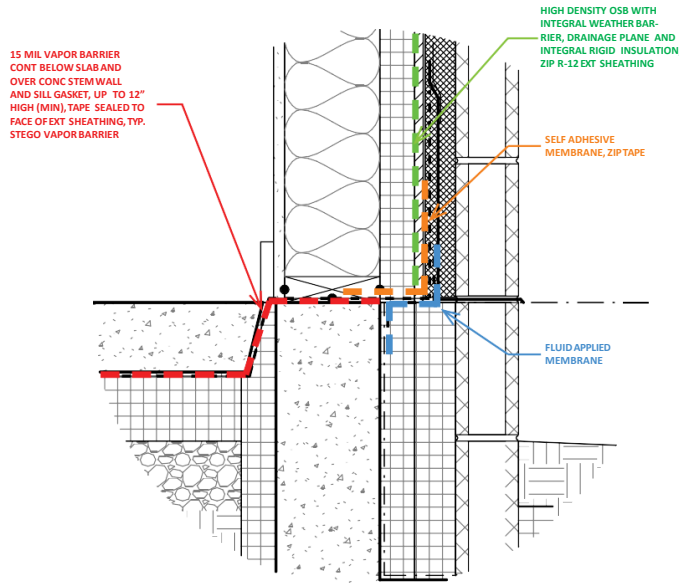 15 MIL VAPOR BARRIER
CONT BELOW SLAB AND
OVER CONC STEM WALL
AND SILL GASKET, UP TO 12"
HIGH (MIN), TAPE SEALED TO
FACE OF EXT SHEATHING, TYP.
STEGO VAPOR BARRIER
HIGH DENSITY OSB WITH
INTEGRAL WEATHER BAR-
RIER, DRAINAGE PLANE AND
INTEGRAL RIGID INSULATION
ZIP R-12 EXT SHEATHING
SELF ADHESIVE
MEMBRANE, ZIP TAPE
FLUID APPLIED
MEMBRANE